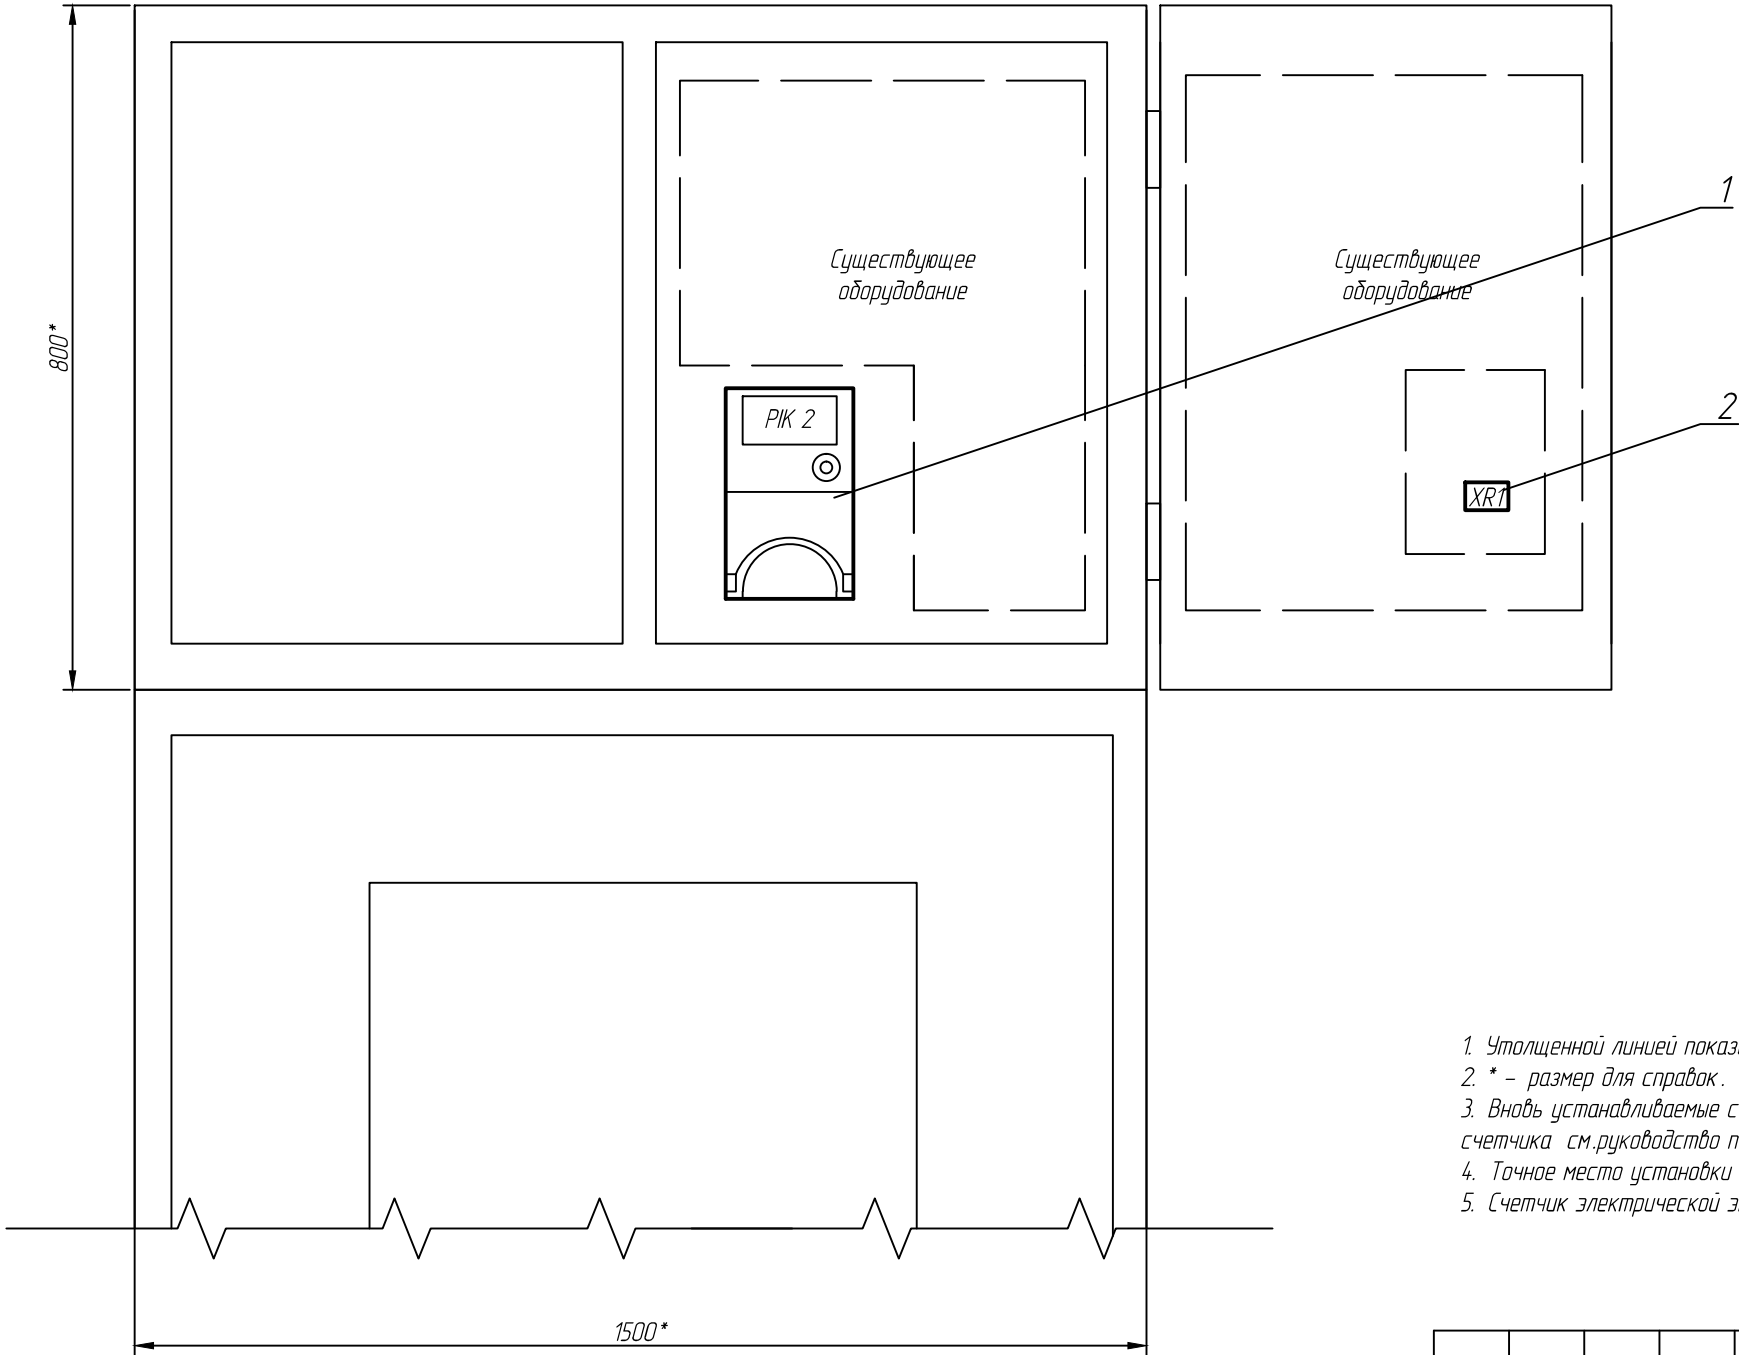 1
Существующее
оборудование
Существующее
оборудование
800*
PIK 2
2
XR1
1. Утолщенной линией
2. * - размер для справок.
3. Вновь устанавливаемые
счетчика см.руководство
4. Точное место установки
5. Счетчик электрической
1500*